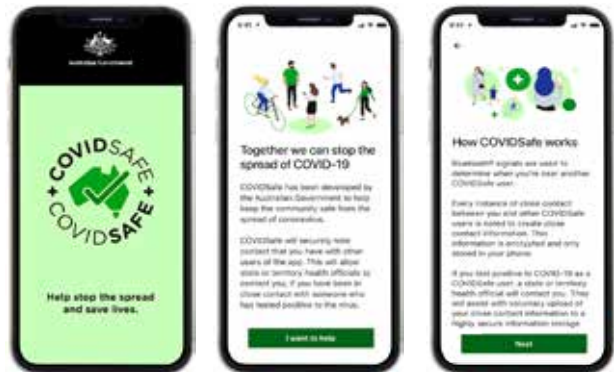 Australian Government
COVIDSAFE
COVIDSAFE
Help stop the spread
and save lives.
Together we can stop the
spread of COVID-19
COVIDSafe has been developed by
the Australian Government to help
keep the community safe from the
spread of coronavirus.
COVIDSafe will securely note
contact that you have with other
users of the app. This will allow
state or territory health officials to
contact you, if you have been in
close contact with someone who
has tested positive to the virus.
I want to help
How COVIDSafe works
Bluetooth® signals are used to
determine when you're near another
COVIDSafe user.
Every instance of close contact
between you and other COVIDSafe
users is noted to create close
contact information. This
information is encrypted and only
stored in your phone.
If you test positive to COVID-19 as a
COVIDSafe user, a state or territory
health official will contact you. They
will assist with voluntary upload of
your close contact information to a
highly secure information storage
Next